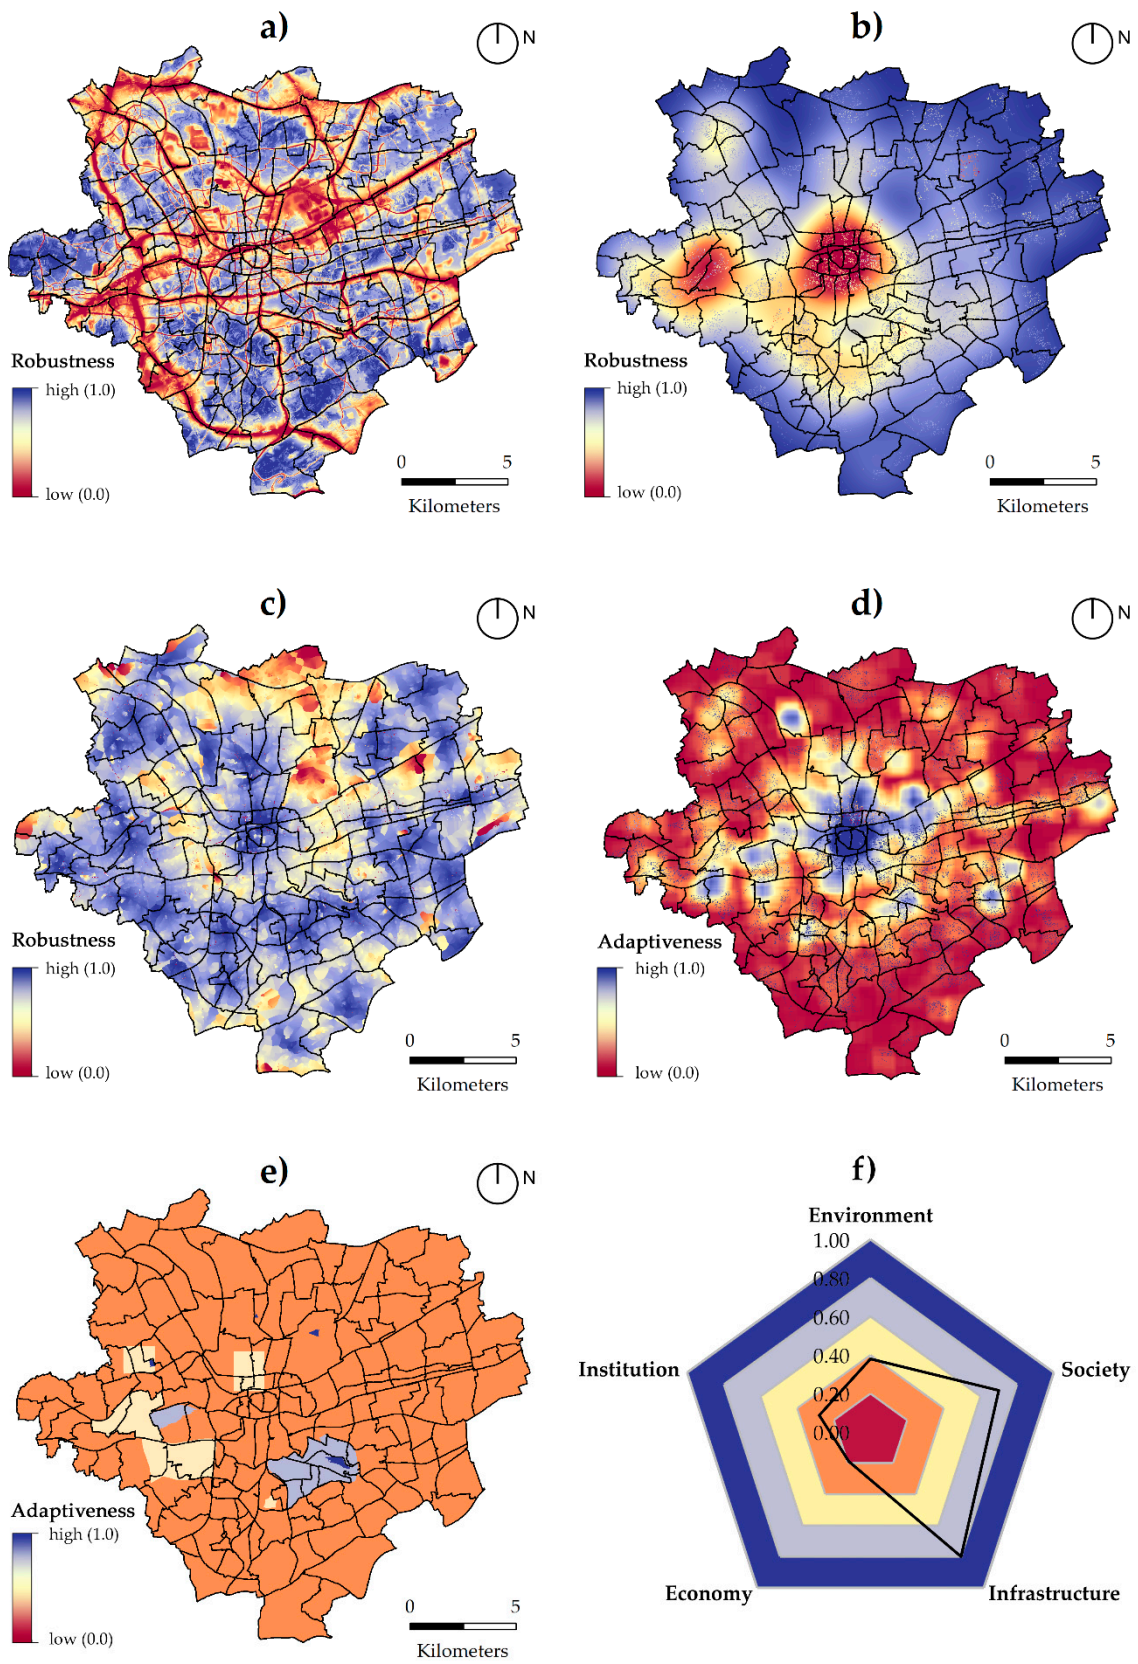 a)
N
Robustness
high (1.0)
low (0.0)
0 5
Kilometers
b)
N
Robustness
high (1.0)
low (0.0)
0 5
Kilometers
c)
N
Robustness
high (1.0)
low (0.0)
0 5
Kilometers
d)
N
Adaptiveness
high (1.0)
low (0.0)
0 5
Kilometers
e)
N
Adaptiveness
high (1.0)
low (0.0)
0 5
Kilometers
f)
Environment
1.00
0.80
0.60
0.40
0.20
0.00
Institution
Society
Economy
Infrastructure